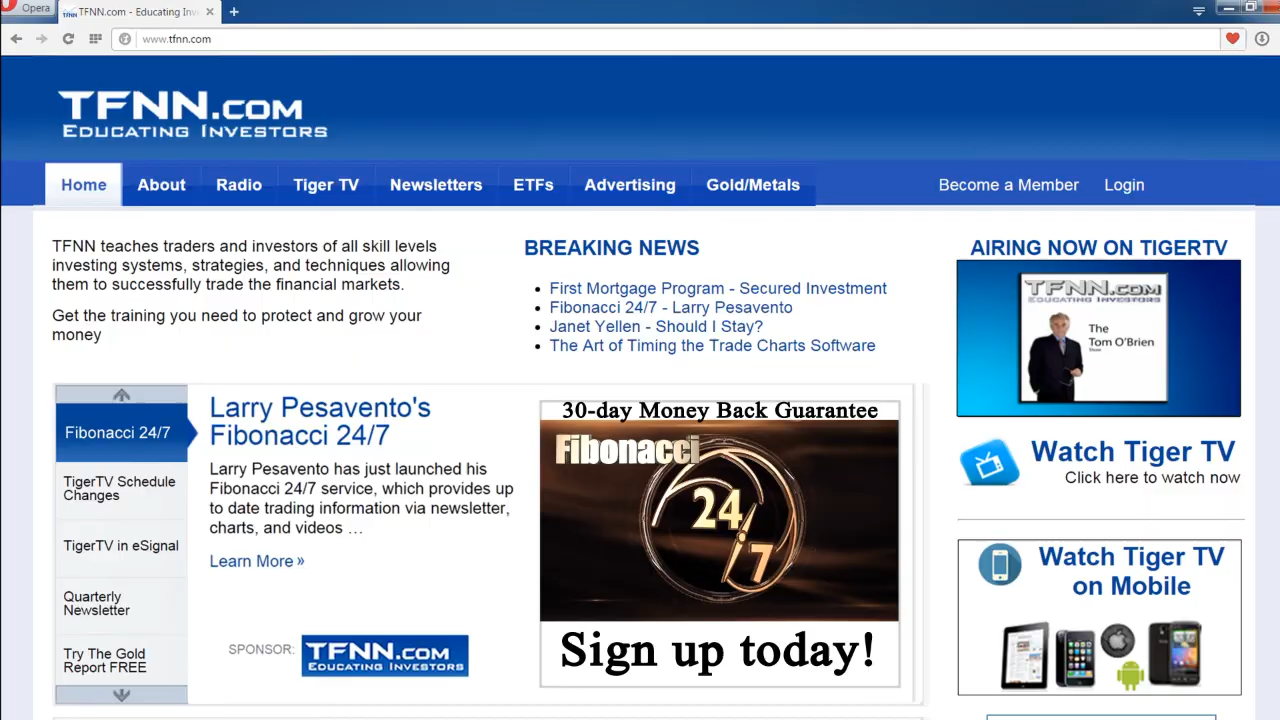 Opera
TFNN.com - Educating Inv
www.tfnn.com
TFNN.COM
EDUCATING INVESTORS
Home
About
Radio
Tiger TV
Newsletters
ETFs
Advertising
Gold/Metals
Become a Member
Login
TFNN teaches traders and investors of all skill levels
investing systems, strategies, and techniques allowing
them to successfully trade the financial markets.
Get the training you need to protect and grow your
money
BREAKING NEWS
First Mortgage Program - Secured Investment
Fibonacci 24/7 - Larry Pesavento
Janet Yellen - Should I Stay?
The Art of Timing the Trade Charts Software
AIRING NOW ON TIGERTV
TFNN.COM
EDUCATING INVESTORS
The
Tom O'Brien
Show
Watch Tiger TV
Click here to watch now
Watch Tiger TV
on Mobile
Fibonacci 24/7
TigerTV Schedule
Changes
TigerTV in eSignal
Quarterly
Newsletter
Try The Gold
Report FREE
Larry Pesavento's
Fibonacci 24/7
Larry Pesavento has just launched his
Fibonacci 24/7 service, which provides up
to date trading information via newsletter,
charts, and videos …
Learn More »
SPONSOR:
TFNN.COM
EDUCATING INVESTORS
30-day Money Back Guarantee
Fibonacci
24
7
Sign up today!